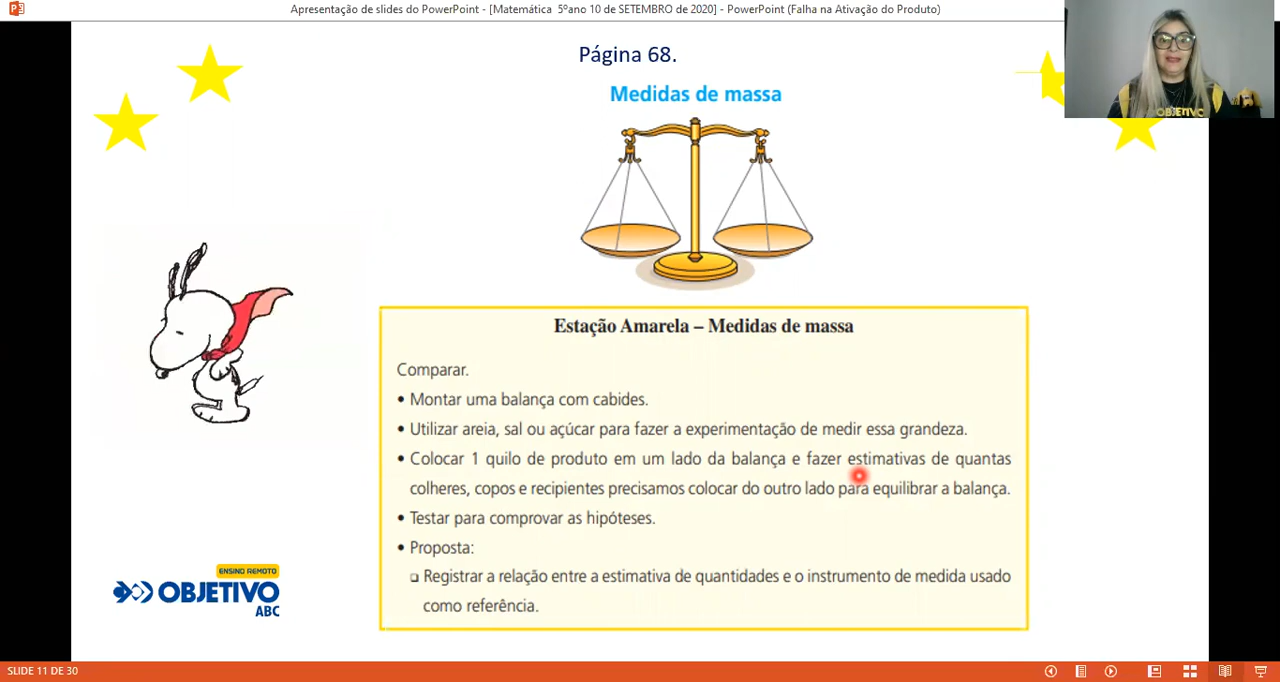 Apresentação de slides do PowerPoint - [Matemática 5ºano 10 de SETEMBRO de 2020] - PowerPoint (Falha na Ativação do Produto)
Página 68.
Medidas de massa
OBJETIVO
Estação Amarela – Medidas de massa
Comparar.
• Montar uma balança com cabides.
• Utilizar areia, sal ou açúcar para fazer a experimentação de medir essa grandeza.
• Colocar 1 quilo de produto em um lado da balança e fazer estimativas de quantas
colheres, copos e recipientes precisamos colocar do outro lado para equilibrar a balança.
• Testar para comprovar as hipóteses.
• Proposta:
❑ Registrar a relação entre a estimativa de quantidades e o instrumento de medida usado
como referência.
ENSINO REMOTO
OBJETIVO
ABC
SLIDE 11 DE 30